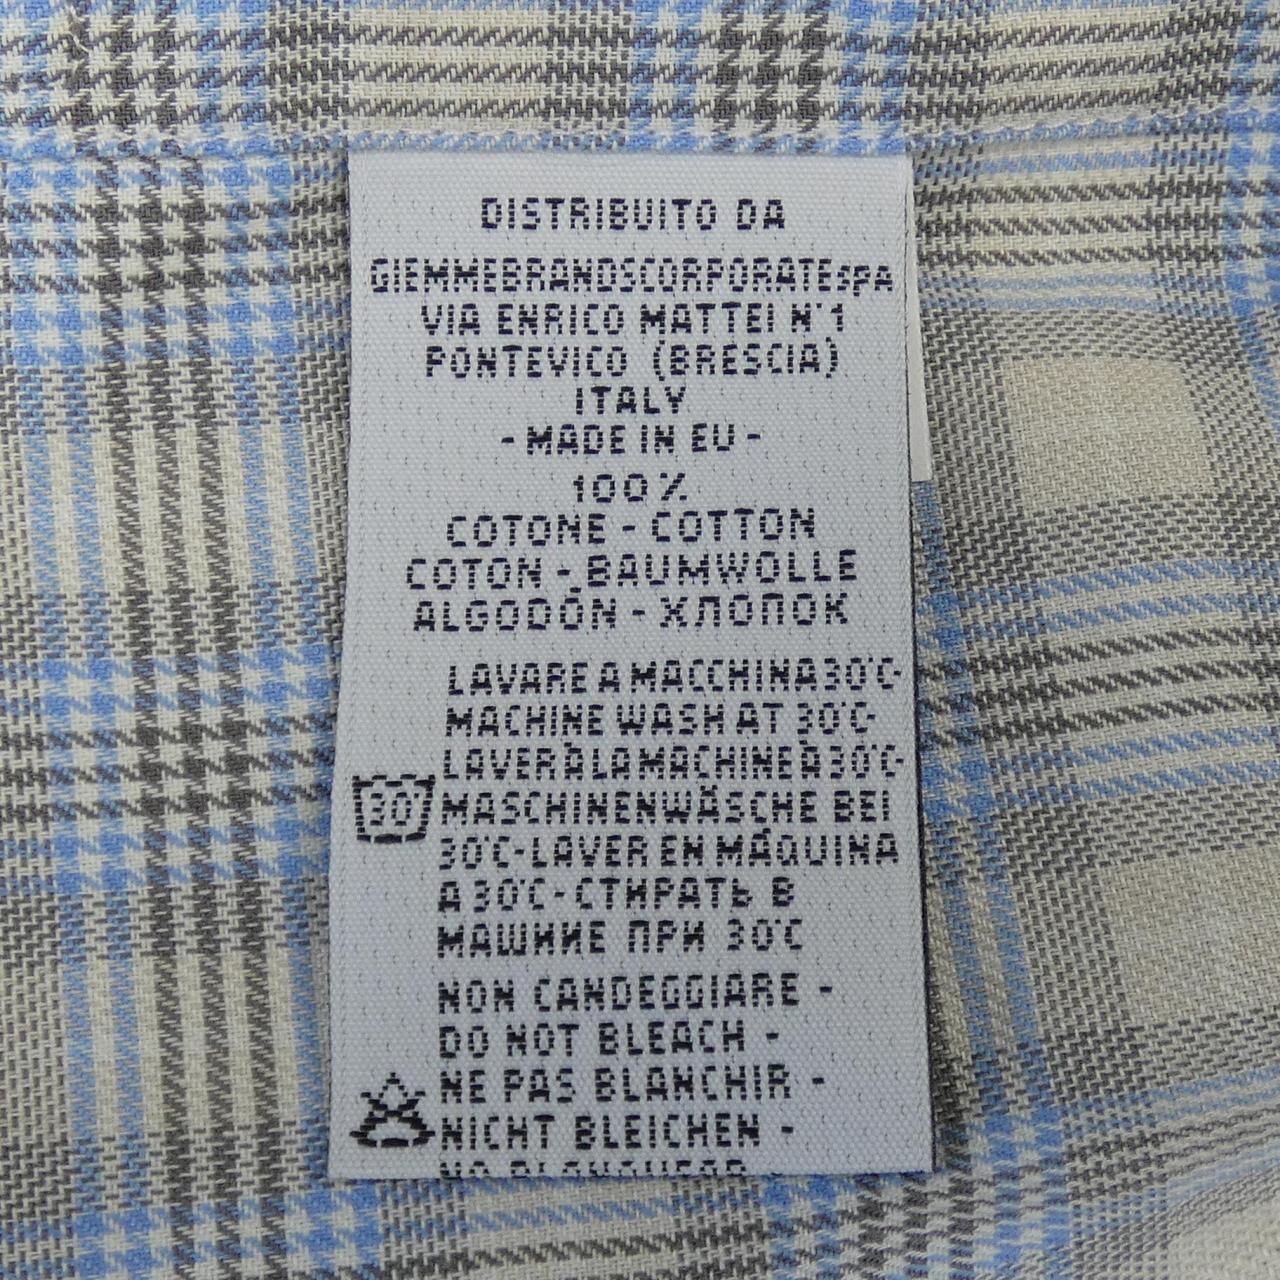 DISTRIBUITO DA
GIEMMEBRANDSCORPORATEspA
VIA ENRICO MATTEI N°1
PONTEVICO (BRESCIA)
ITALY
- MADE IN EU -
100%
COTONE - COTTON
COTON - BAUMWOLLE
ALGODÓN - ХЛОПОК
LAVARE A MACCHINA 30°C-
MACHINE WASH AT 30°C-
LAVER À LA MACHINE À 30°C-
30° MASCHINENWÄSCHE BEI
30°C-LAVER EN MÁQUINA
A 30°C-СТИРАТЬ В
МАШИНЕ ПРИ 30°C
NON CANDEGGIARE -
DO NOT BLEACH -
NE PAS BLANCHIR -
NICHT BLEICHEN -
NO BLANQUEAR -